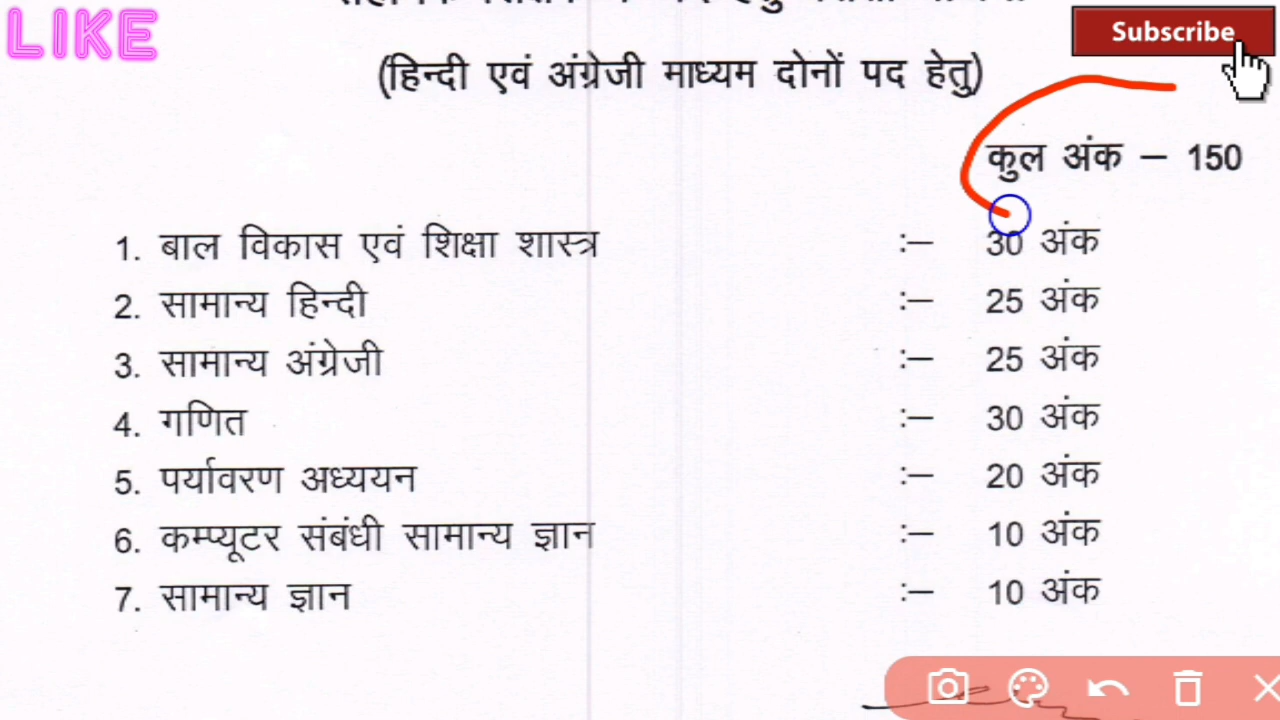 LIKE
Subscribe
(हिन्दी एवं अंग्रेजी माध्यम दोनों पद हेतु)
कुल अंक – 150
1. बाल विकास एवं शिक्षा शास्त्र :– 30 अंक
2. सामान्य हिन्दी :– 25 अंक
3. सामान्य अंग्रेजी :– 25 अंक
4. गणित :– 30 अंक
5. पर्यावरण अध्ययन :– 20 अंक
6. कम्प्यूटर संबंधी सामान्य ज्ञान :– 10 अंक
7. सामान्य ज्ञान :– 10 अंक